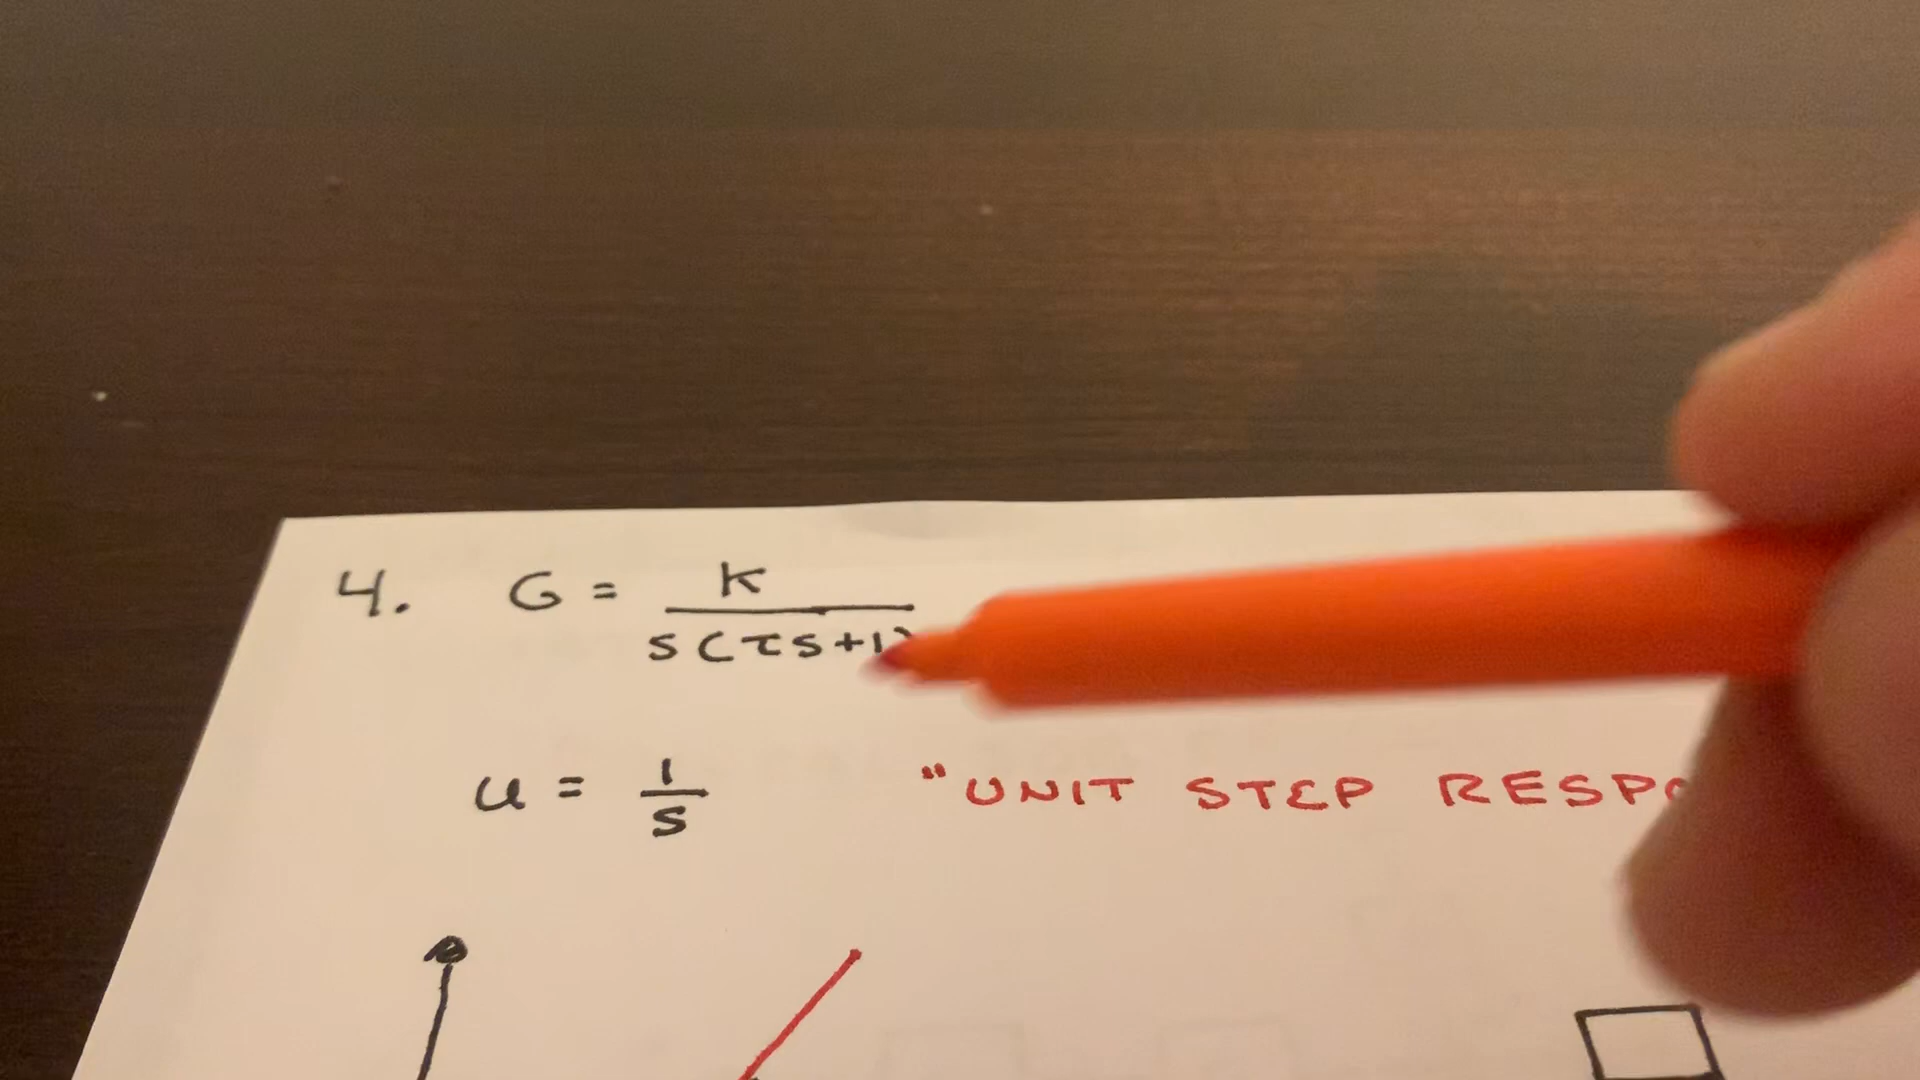 4. G = K
s(τs+1)
u = 1
s
"UNIT STEP